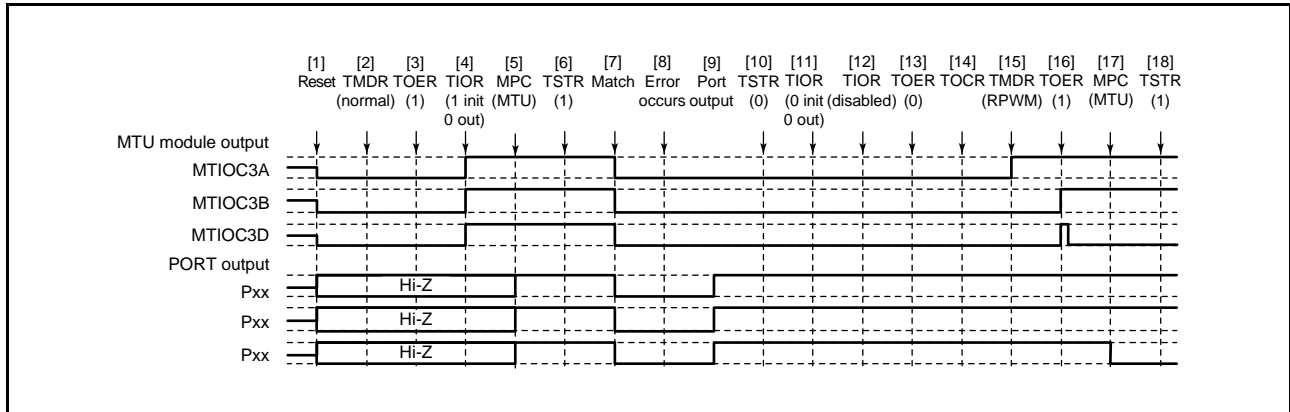 [1] [2] [3] [4] [5] [6] [7] [8] [9] [10] [11] [12] [13] [14] [15] [16] [17] [18]
Reset TMDR TOER TIOR MPC TSTR Match Error Port TSTR TIOR TIOR TOER TOCR TMDR TOER MPC TSTR
(normal) (1) (1 init (MTU) (1) occurs output (0) (0 init (disabled) (0) (RPWM) (1) (MTU) (1)
0 out) 0 out)
MTU module output
MTIOC3A
MTIOC3B
MTIOC3D
PORT output
Pxx Hi-Z
Pxx Hi-Z
Pxx Hi-Z